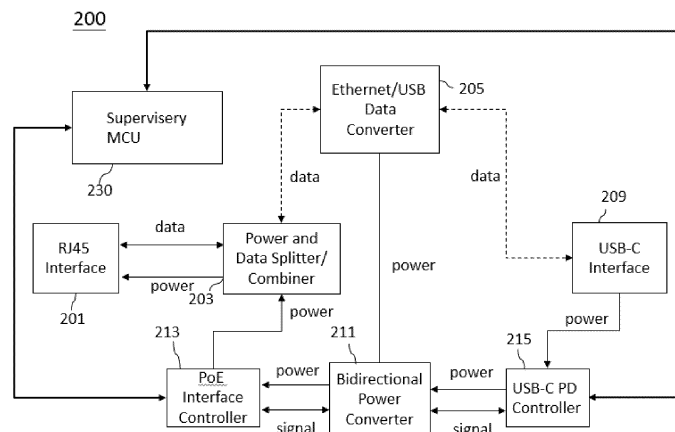 200
Supervisery
MCU
230
Ethernet/USB
Data
Converter
205
data
data
data
RJ45
Interface
201
power
Power and
Data Splitter/
Combiner
203
power
power
209
USB-C
Interface
power
213
PoE
Interface
Controller
power
signal
211
Bidirectional
Power
Converter
power
signal
215
USB-C PD
Controller